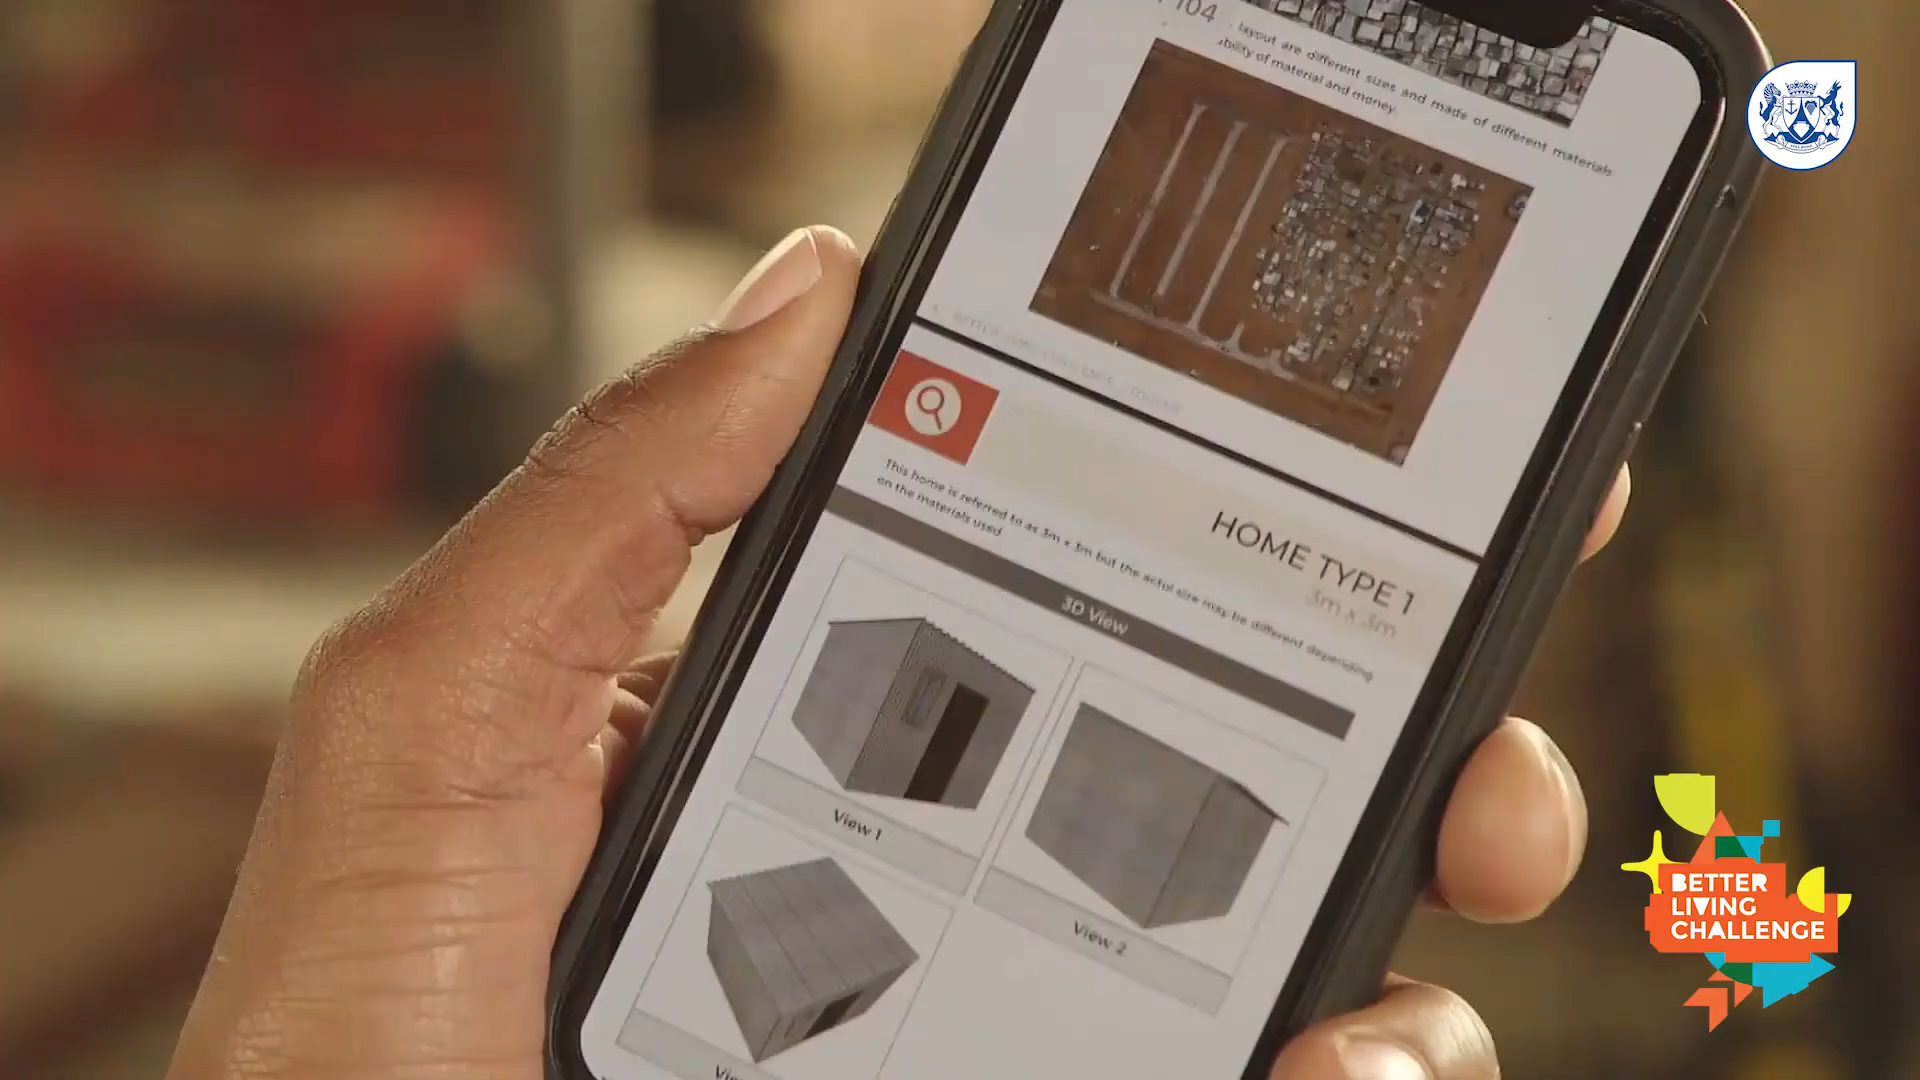 104
layout are different sizes and made of different materials
of material and money.
HOME TYPE 1
3m x 3m
This home is referred to as 3m x 3m but the actul size may be different depending
on the materials used
3D View
View 1
View 2
BETTER
LIVING
CHALLENGE